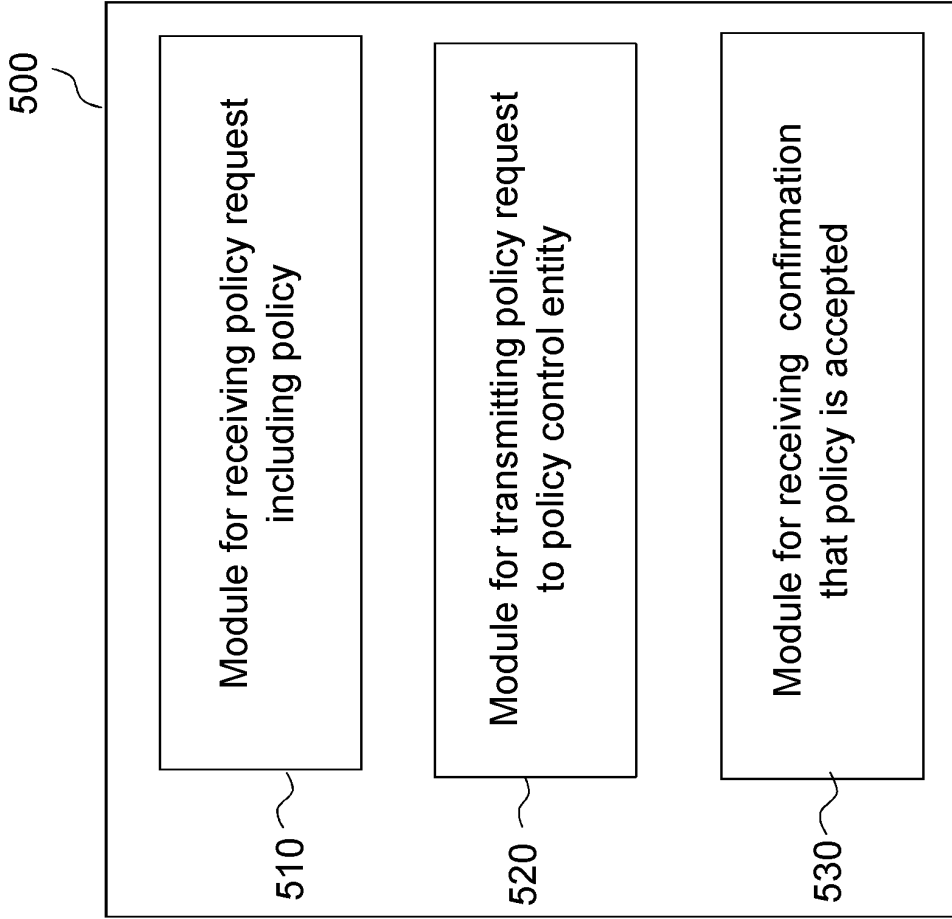 500
510
Module for receiving policy request
including policy
520
Module for transmitting policy request
to policy control entity
530
Module for receiving confirmation
that policy is accepted